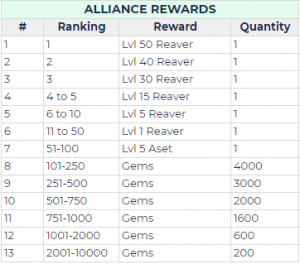 ALLIANCE REWARDS
# Ranking Reward Quantity
1 1 Lvl 50 Reaver 1
2 2 Lvl 40 Reaver 1
3 3 Lvl 30 Reaver 1
4 4 to 5 Lvl 15 Reaver 1
5 6 to 10 Lvl 5 Reaver 1
6 11 to 50 Lvl 1 Reaver 1
7 51-100 Lvl 5 Aset 1
8 101-250 Gems 4000
9 251-500 Gems 3000
10 501-750 Gems 2000
11 751-1000 Gems 1600
12 1001-2000 Gems 600
13 2001-10000 Gems 200